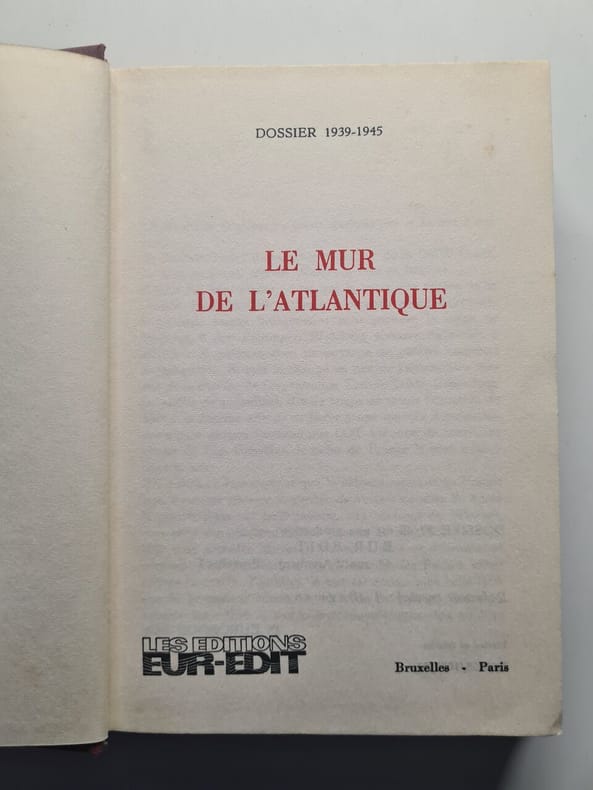 DOSSIER 1939-1945
LE MUR
DE L'ATLANTIQUE
LES EDITIONS
EUR-EDIT
Bruxelles - Paris